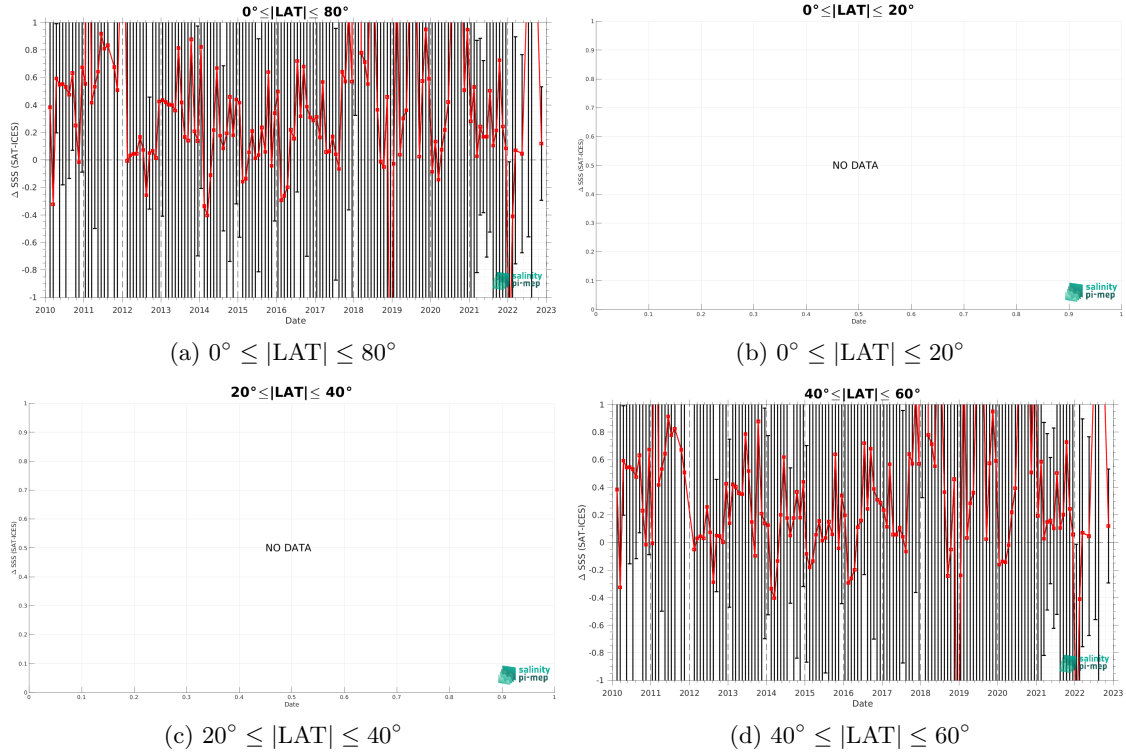 0°≤|LAT|≤ 80°
1
0.8
0.6
0.4
0.2
0
-0.2
-0.4
-0.6
-0.8
-1
Δ SSS (SAT-ICES)
2010 2011 2012 2013 2014 2015 2016 2017 2018 2019 2020 2021 2022 2023
Date
salinity
pi-mep
(a) 0° ≤ |LAT| ≤ 80°
0°≤|LAT|≤ 20°
1
0.9
0.8
0.7
0.6
0.5
0.4
0.3
0.2
0.1
0
Δ SSS (SAT-ICES)
NO DATA
0 0.1 0.2 0.3 0.4 0.5 0.6 0.7 0.8 0.9 1
Date
salinity
pi-mep
(b) 0° ≤ |LAT| ≤ 20°
20°≤|LAT|≤ 40°
1
0.9
0.8
0.7
0.6
0.5
0.4
0.3
0.2
0.1
0
Δ SSS (SAT-ICES)
NO DATA
0 0.1 0.2 0.3 0.4 0.5 0.6 0.7 0.8 0.9 1
Date
salinity
pi-mep
(c) 20° ≤ |LAT| ≤ 40°
40°≤|LAT|≤ 60°
1
0.8
0.6
0.4
0.2
0
-0.2
-0.4
-0.6
-0.8
-1
Δ SSS (SAT-ICES)
2010 2011 2012 2013 2014 2015 2016 2017 2018 2019 2020 2021 2022 2023
Date
salinity
pi-mep
(d) 40° ≤ |LAT| ≤ 60°